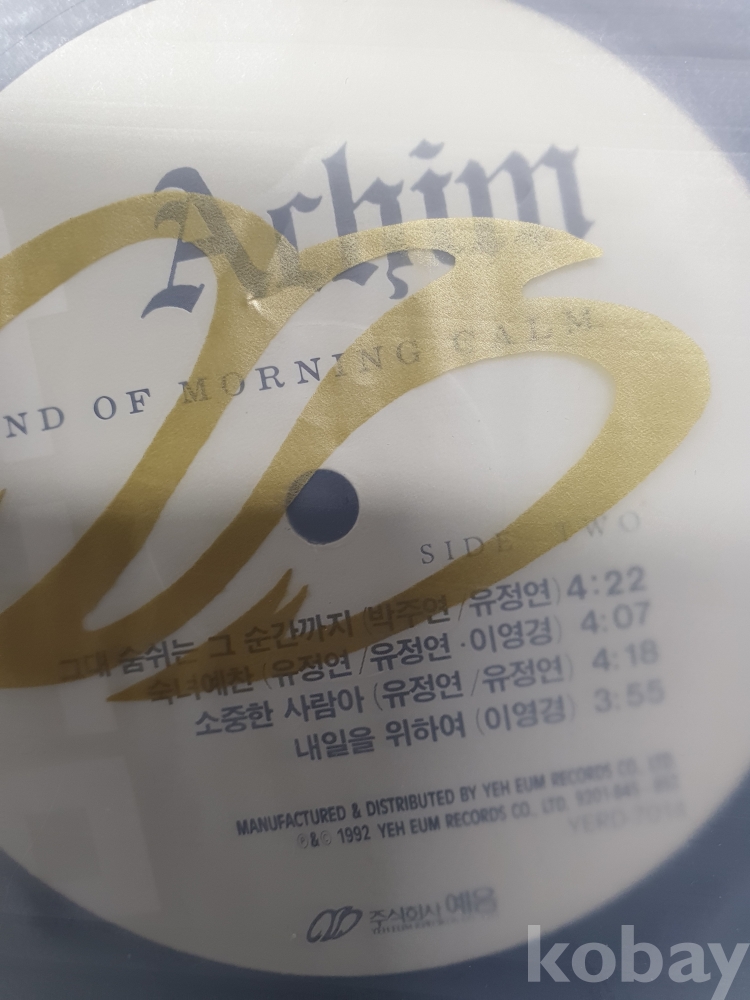 Achim
ND OF MORNING CALM
SIDE TWO
그대 숨쉬는 그 순간까지 (박주연/유정연) 4:22
숙녀예찬 (유정연/유정연·이영경) 4:07
소중한 사람아 (유정연/유정연) 4:18
내일을 위하여 (이영경) 3:55
MANUFACTURED & DISTRIBUTED BY YEH EUM RECORDS CO. LTD.
℗&© 1992 YEH EUM RECORDS CO., LTD.
주식회사 예음
kobay